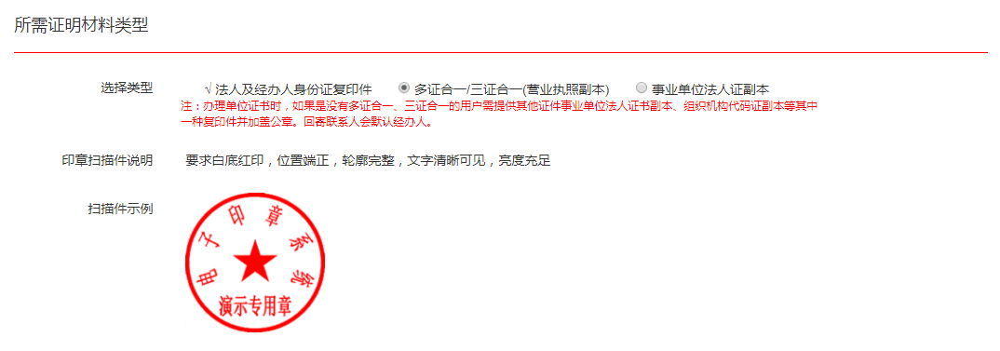 所需证明材料类型
选择类型 √ 法人及经办人身份证复印件 多证合一/三证合一(营业执照副本) 事业单位法人证副本
注：办理单位证书时，如果是没有多证合一、三证合一的用户需提供其他证件事业单位法人证书副本、组织机构代码证副本等其中
一种复印件并加盖公章。回寄联系人会默认经办人。
印章扫描件说明 要求白底红印，位置端正，轮廓完整，文字清晰可见，亮度充足
扫描件示例
电子印章系统
演示专用章